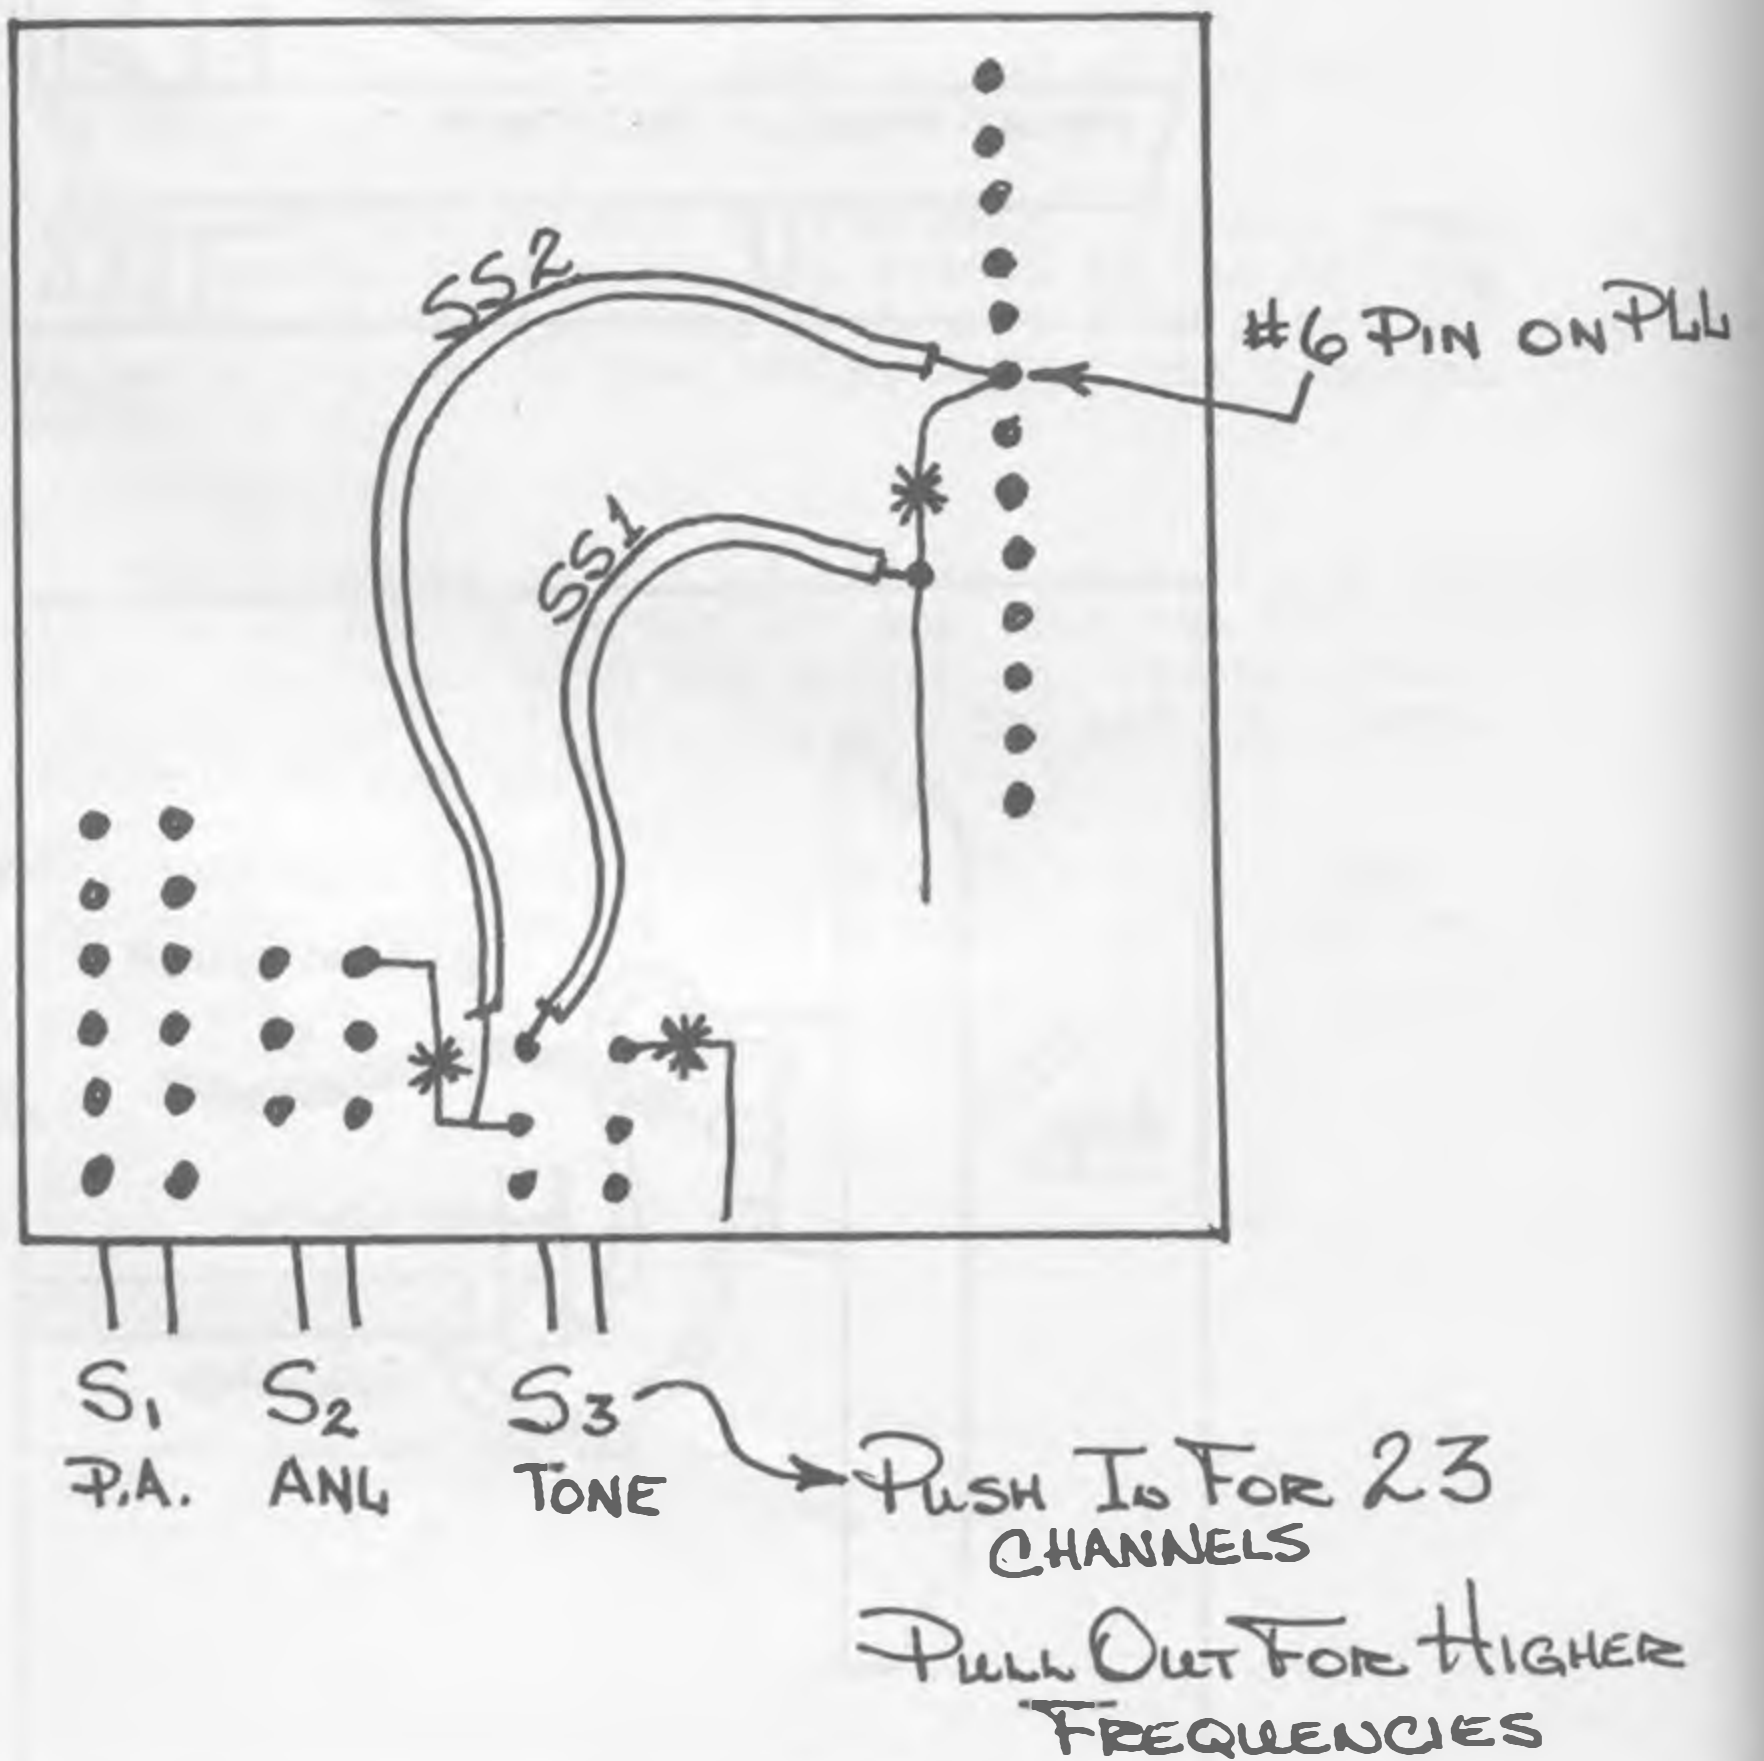 SS2
#6 PIN ON PLL
SS1
S1 S2 S3
P.A. ANL TONE
PUSH IN FOR 23
CHANNELS
PULL OUT FOR HIGHER
FREQUENCIES